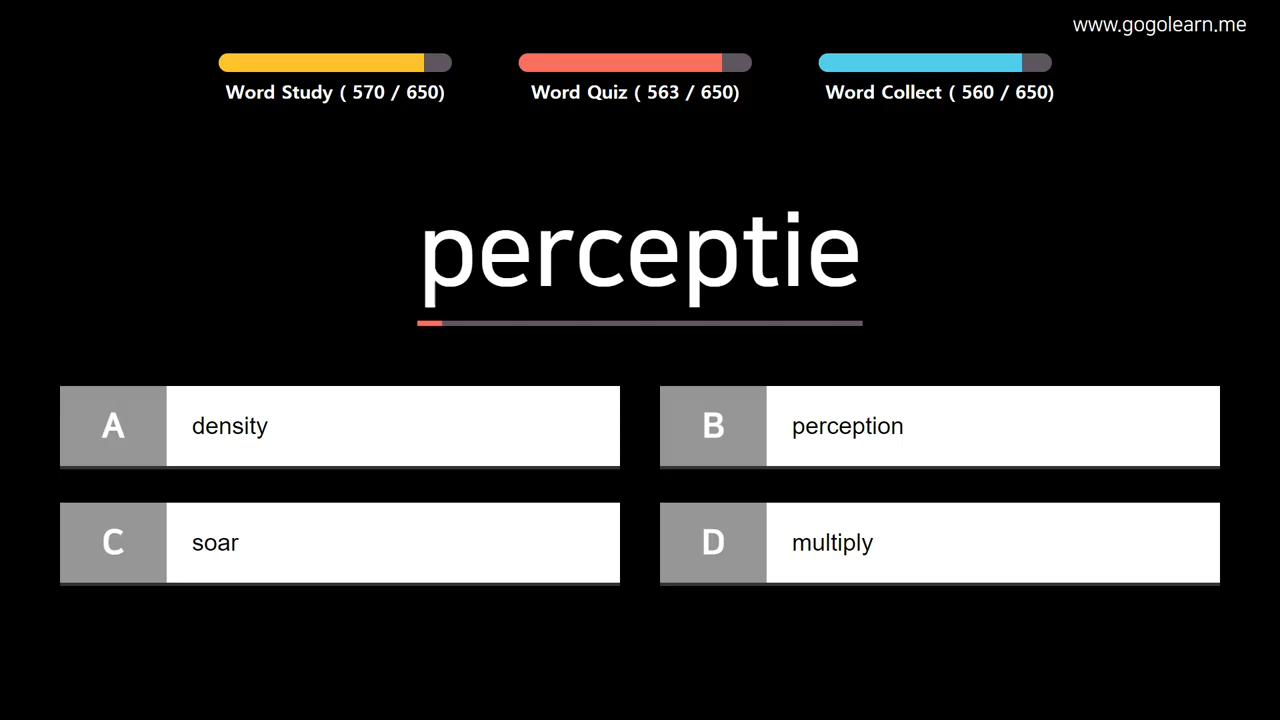 www.gogolearn.me
Word Study ( 570 / 650)
Word Quiz ( 563 / 650)
Word Collect ( 560 / 650)
perceptie
A density
B perception
C soar
D multiply